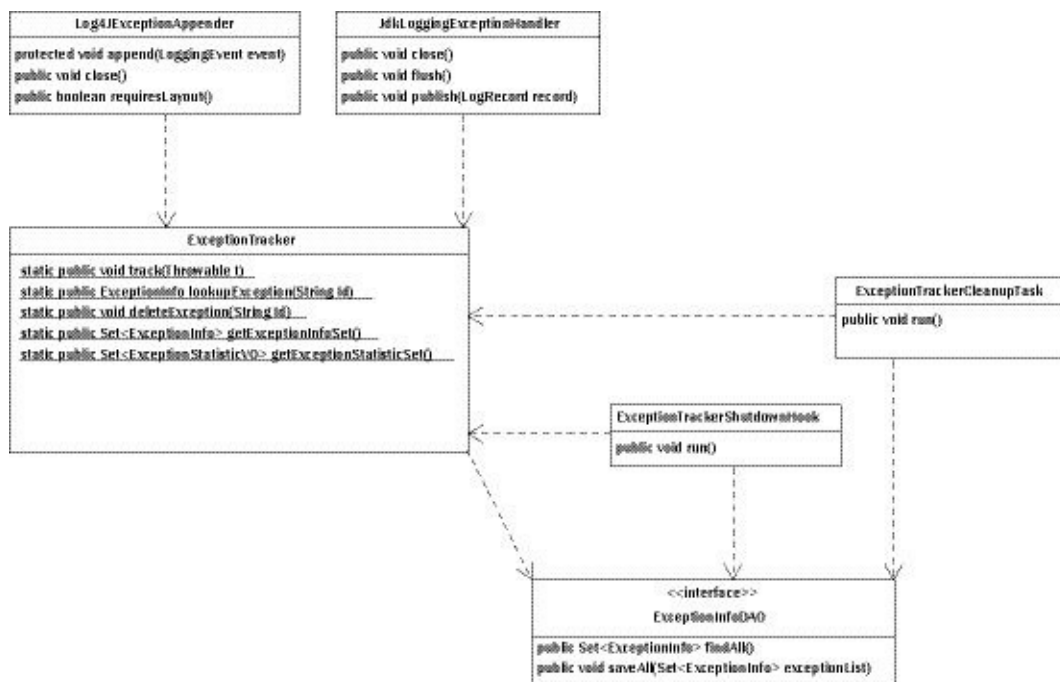 Log4JExceptionAppender
protected void append(LoggingEvent event)
public void close()
public boolean requiresLayout()
JdkLoggingExceptionHandler
public void close()
public void flush()
public void publish(LogRecord record)
ExceptionTracker
static public void track(Throwable t)
static public ExceptionInfo lookupException(String Id)
static public void deleteException(String Id)
static public Set<ExceptionInfo> getExceptionInfoSet()
static public Set<ExceptionStatisticVO> getExceptionStatisticSet()
ExceptionTrackerCleanupTask
public void run()
ExceptionTrackerShutdownHook
public void run()
<<interface>>
ExceptionInfoDAO
public Set<ExceptionInfo> findAll()
public void saveAll(Set<ExceptionInfo> exceptionList)